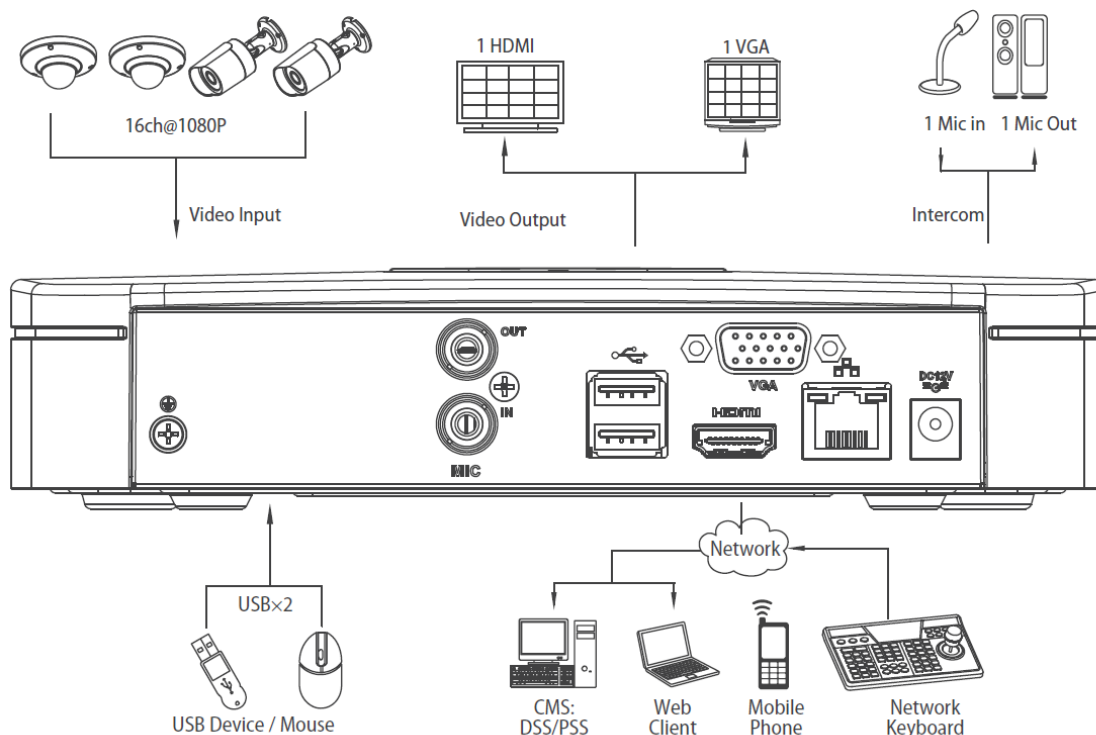 1 HDMI
1 VGA
16ch@1080P
1 Mic in
1 Mic Out
Video Input
Video Output
Intercom
OUT
IN
MIC
VGA
HDMI
DC12V
Network
USB×2
USB Device / Mouse
CMS:
DSS/PSS
Web
Client
Mobile
Phone
Network
Keyboard